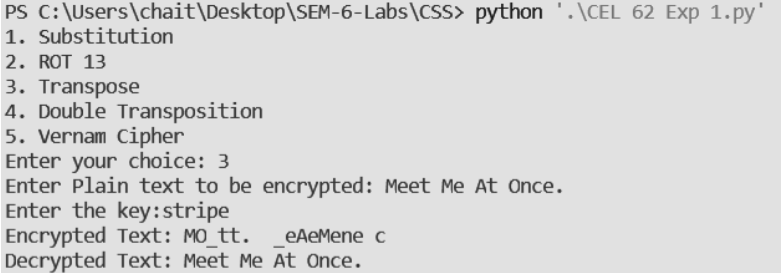 PS C:\Users\chait\Desktop\SEM-6-Labs\CSS> python '.\CEL 62 Exp 1.py'
1. Substitution
2. ROT 13
3. Transpose
4. Double Transposition
5. Vernam Cipher
Enter your choice: 3
Enter Plain text to be encrypted: Meet Me At Once.
Enter the key:stripe
Encrypted Text: MO_tt.  _eAeMene c
Decrypted Text: Meet Me At Once.